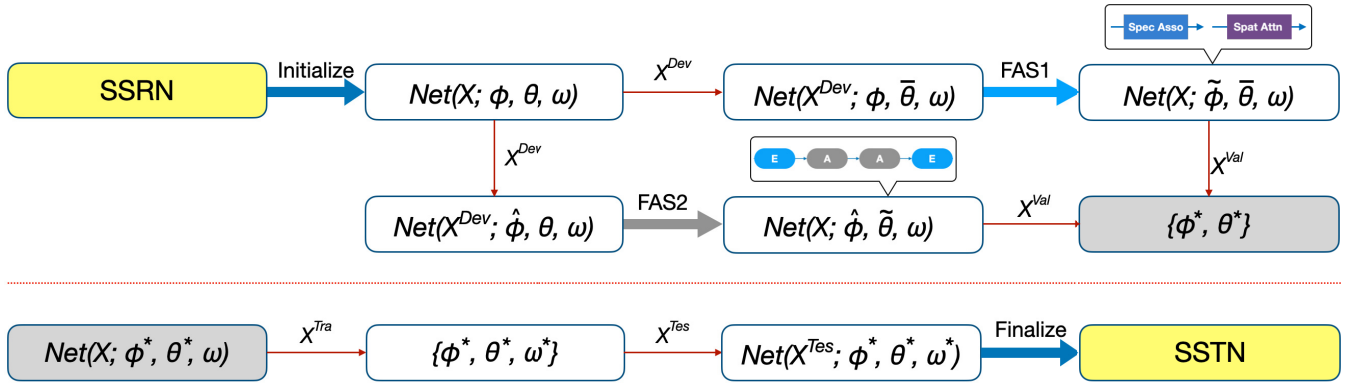 Spec Asso Spat Attn
SSRN Initialize Net(X; ϕ, θ, ω) X^Dev Net(X^Dev; ϕ, θ̅, ω) FAS1 Net(X; ϕ̃, θ̅, ω)
X^Dev E A A E X^Val
Net(X^Dev; ϕ̂, θ, ω) FAS2 Net(X; ϕ̂, θ̃, ω) X^Val {ϕ*, θ*}
Net(X; ϕ*, θ*, ω) X^Tra {ϕ*, θ*, ω*} X^Tes Net(X^Tes; ϕ*, θ*, ω*) Finalize SSTN